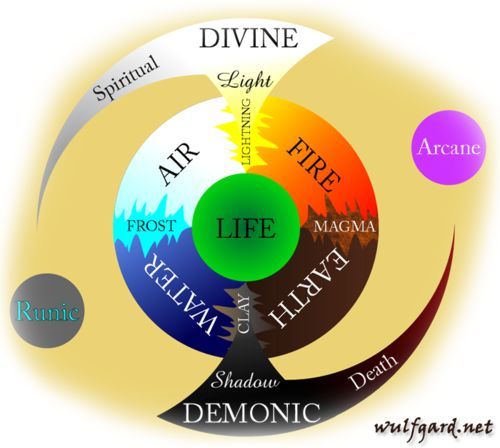 DIVINE
Spiritual
Light
LIGHTNING
AIR
FIRE
Arcane
FROST
LIFE
MAGMA
WATER
EARTH
CLAY
Runic
Shadow
Death
DEMONIC
wulfgard.net